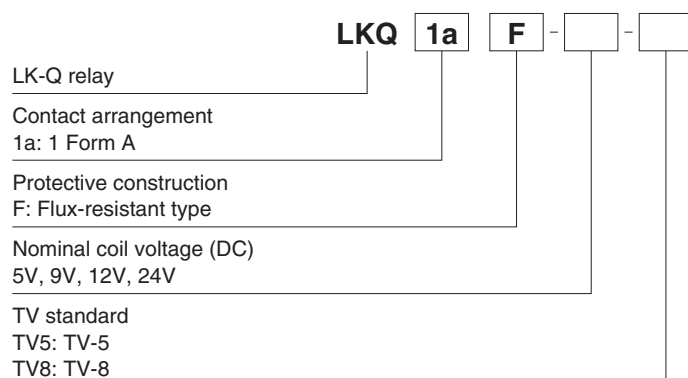 LKQ 1a F - -
LK-Q relay
Contact arrangement
1a: 1 Form A
Protective construction
F: Flux-resistant type
Nominal coil voltage (DC)
5V, 9V, 12V, 24V
TV standard
TV5: TV-5
TV8: TV-8